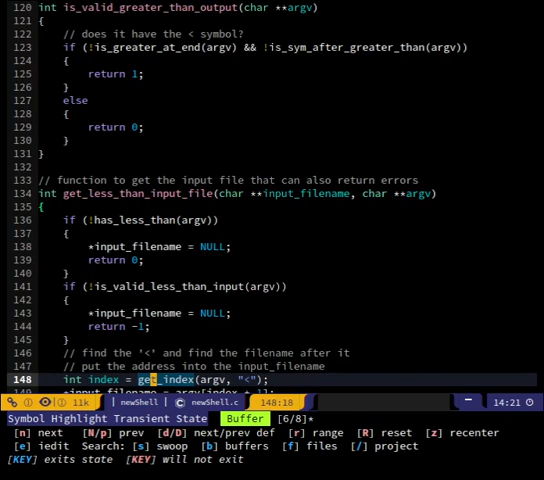 120 int is_valid_greater_than_output(char **argv)
121 {
122 // does it have the < symbol?
123 if (!is_greater_at_end(argv) && !is_sym_after_greater_than(argv))
124 {
125 return 1;
126 }
127 else
128 {
129 return 0;
130 }
131 }
132
133 // function to get the input file that can also return errors
134 int get_less_than_input_file(char **input_filename, char **argv)
135 {
136 if (!has_less_than(argv))
137 {
138 *input_filename = NULL;
139 return 0;
140 }
141 if (!is_valid_less_than_input(argv))
142 {
143 *input_filename = NULL;
144 return -1;
145 }
146 // find the '<' and find the filename after it
147 // put the address into the input_filename
148 int index = get_index(argv, "<");
149 *input_filename = argv[index + 1];
11k newShell C newShell.c 148:18 14:21
Symbol Highlight Transient State Buffer [6/8]*
[n] next [N/p] prev [d/D] next/prev def [r] range [R] reset [z] recenter
[e] iedit Search: [s] swoop [b] buffers [f] files [/] project
[KEY] exits state [KEY] will not exit